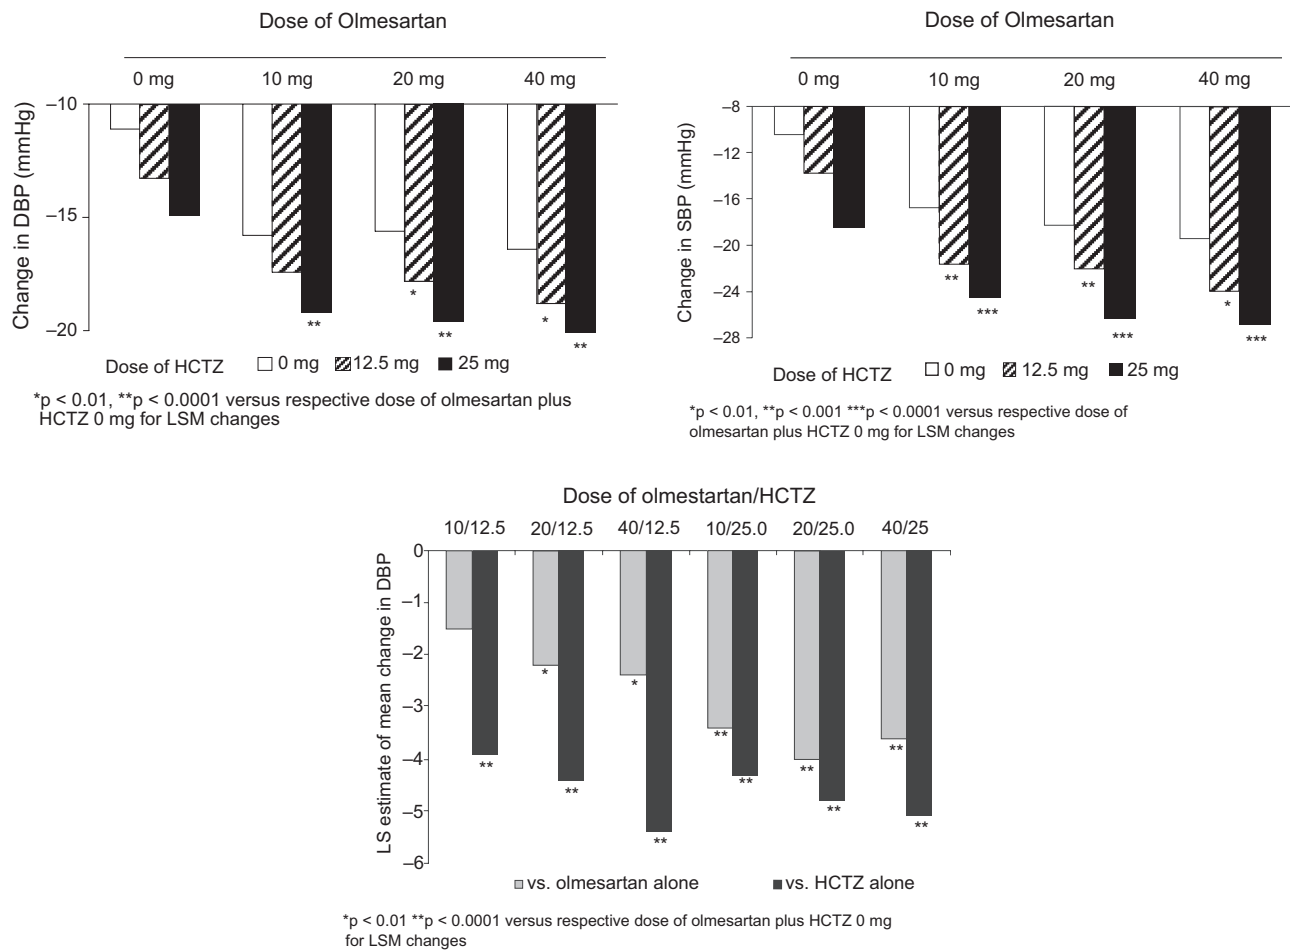 Dose of Olmesartan
0 mg 10 mg 20 mg 40 mg
Change in DBP (mmHg)
–10
–15
–20
*
*
**
**
**
Dose of HCTZ 0 mg 12.5 mg 25 mg
*p < 0.01, **p < 0.0001 versus respective dose of olmesartan plus
HCTZ 0 mg for LSM changes
Dose of Olmesartan
0 mg 10 mg 20 mg 40 mg
Change in SBP (mmHg)
–8
–12
–16
–20
–24
–28
** ** *
*** *** ***
Dose of HCTZ 0 mg 12.5 mg 25 mg
*p < 0.01, **p < 0.001 ***p < 0.0001 versus respective dose of
olmesartan plus HCTZ 0 mg for LSM changes
Dose of olmestartan/HCTZ
10/12.5 20/12.5 40/12.5 10/25.0 20/25.0 40/25
LS estimate of mean change in DBP
0
–1
–2
–3
–4
–5
–6
* * ** ** **
** ** ** ** ** **
vs. olmesartan alone vs. HCTZ alone
*p < 0.01 **p < 0.0001 versus respective dose of olmesartan plus HCTZ 0 mg
for LSM changes